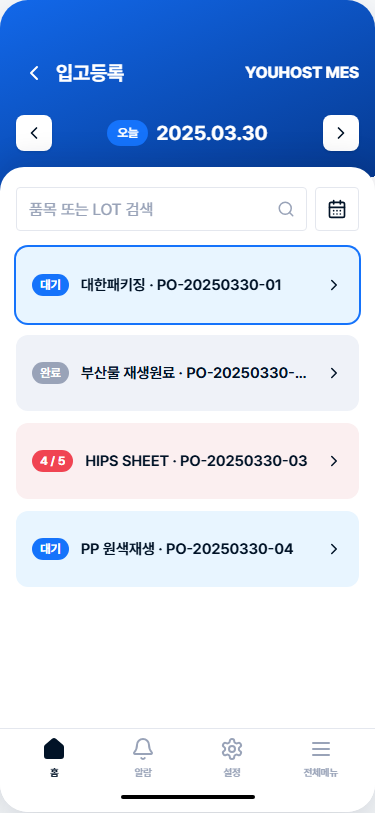 입고등록
YOUHOST MES
오늘 2025.03.30
품목 또는 LOT 검색
대기 대한패키징 · PO-20250330-01
완료 부산물 재생원료 · PO-20250330-...
4 / 5 HIPS SHEET · PO-20250330-03
대기 PP 원색재생 · PO-20250330-04
홈 알람 설정 전체메뉴